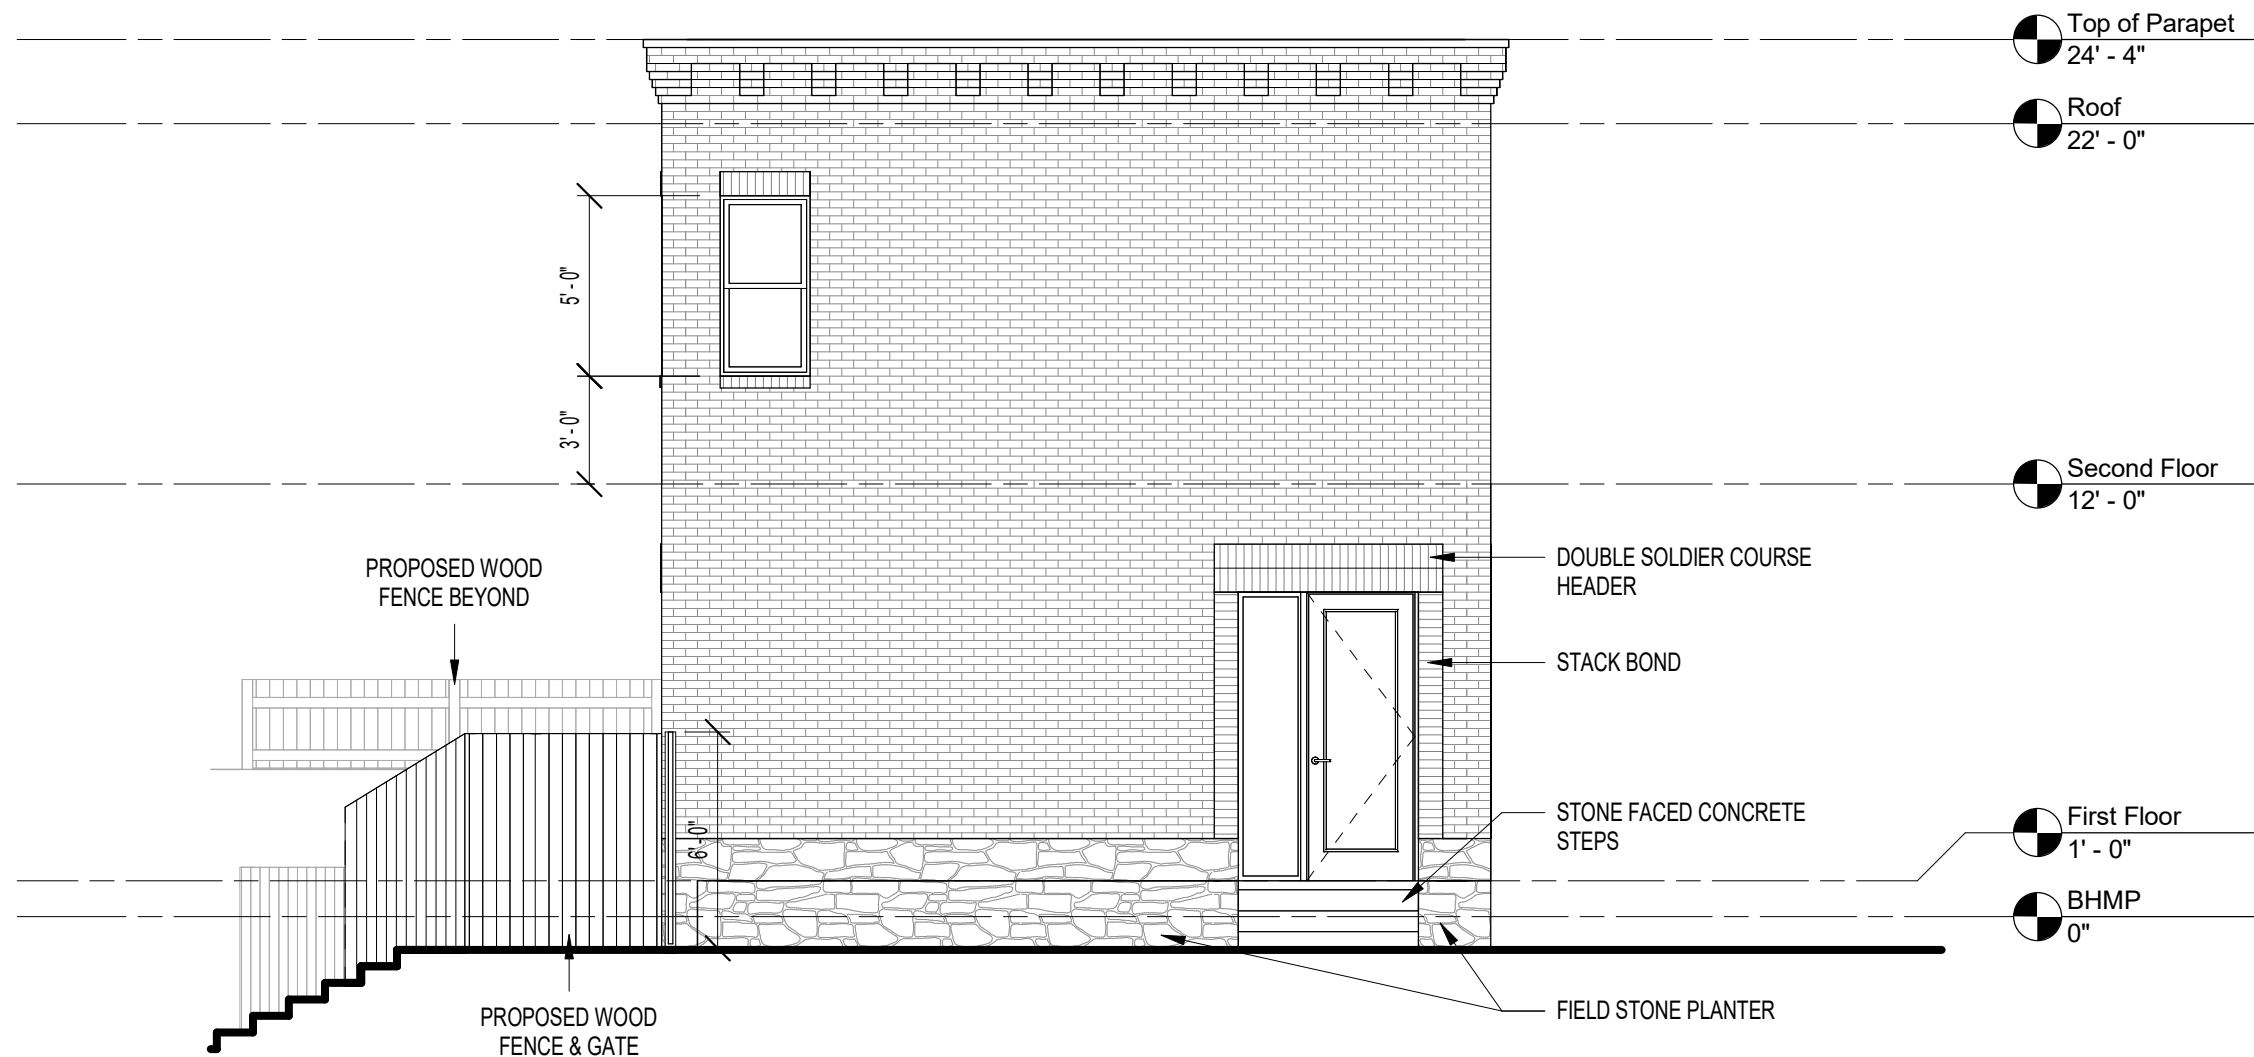 Top of Parapet
24' - 4"
Roof
22' - 0"
5' - 0"
3' - 0"
Second Floor
12' - 0"
PROPOSED WOOD
FENCE BEYOND
DOUBLE SOLDIER COURSE
HEADER
STACK BOND
6' - 0"
STONE FACED CONCRETE
STEPS
First Floor
1' - 0"
BHMP
0"
PROPOSED WOOD
FENCE & GATE
FIELD STONE PLANTER